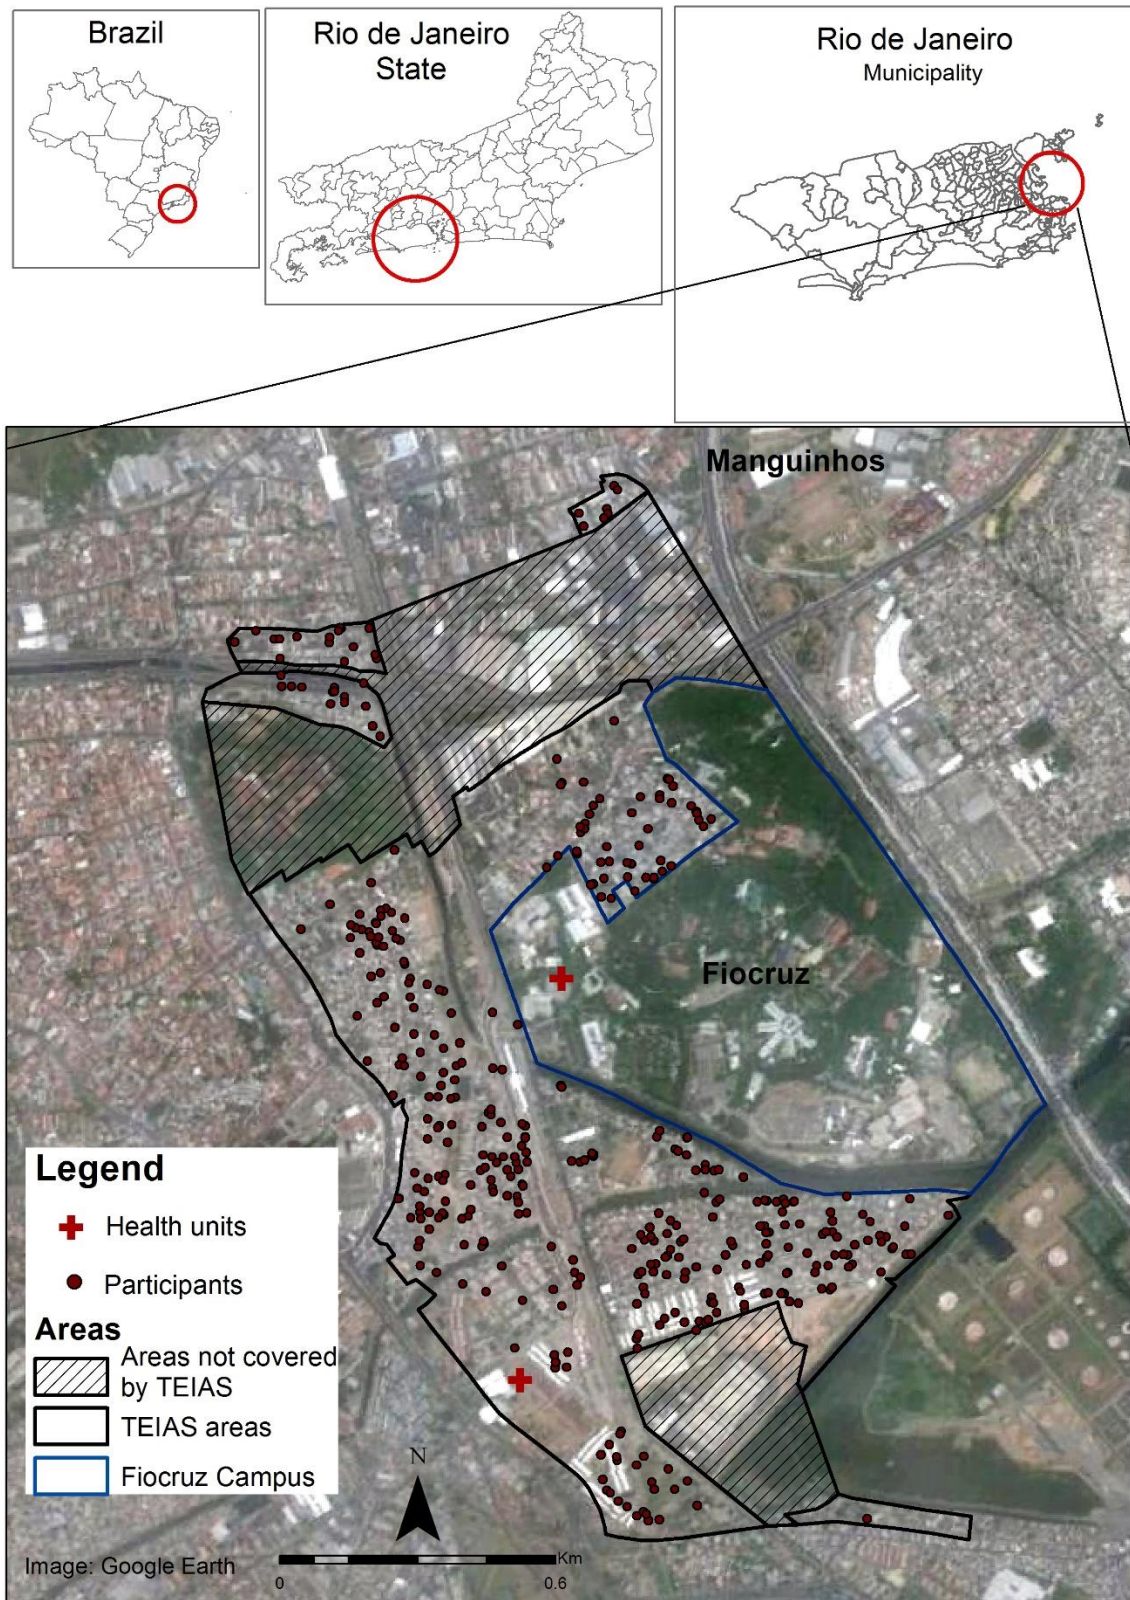 Brazil
Rio de Janeiro
State
Rio de Janeiro
Municipality
Manguinhos
Fiocruz
Legend
Health units
Participants
Areas
Areas not covered
by TEIAS
TEIAS areas
Fiocruz Campus
N
Image: Google Earth
Km
0
0.6